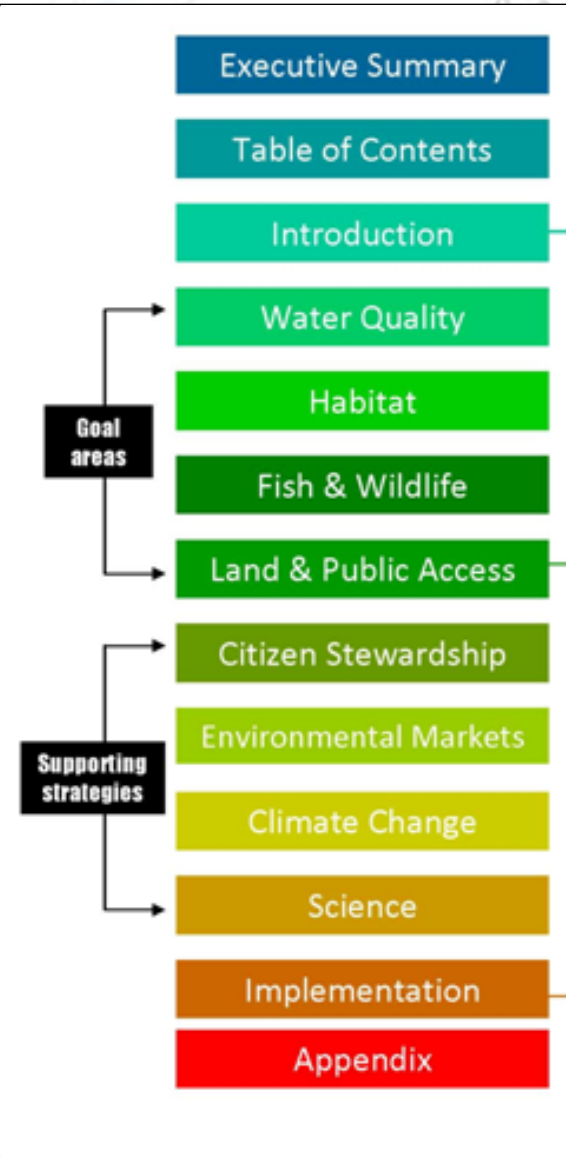 Executive Summary
Table of Contents
Introduction
Water Quality
Habitat
Goal
areas
Fish & Wildlife
Land & Public Access
Citizen Stewardship
Environmental Markets
Supporting
strategies
Climate Change
Science
Implementation
Appendix